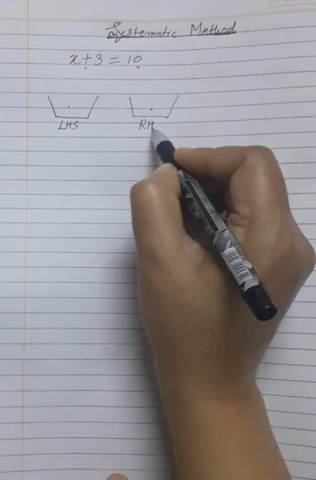 Systematic Method
x + 3 = 10
LHS RH